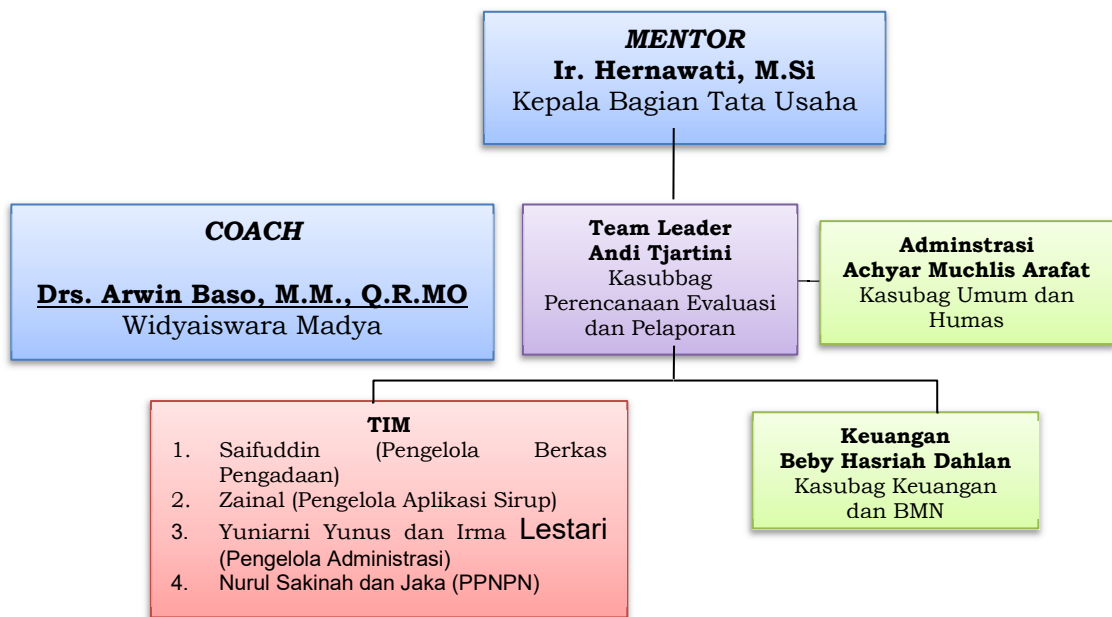 MENTOR
Ir. Hernawati, M.Si
Kepala Bagian Tata Usaha
COACH
Drs. Arwin Baso, M.M., Q.R.MO
Widyaiswara Madya
Team Leader
Andi Tjartini
Kasubbag
Perencanaan Evaluasi
dan Pelaporan
Adminstrasi
Achyar Muchlis Arafat
Kasubag Umum dan
Humas
TIM
1. Saifuddin (Pengelola Berkas
Pengadaan)
2. Zainal (Pengelola Aplikasi Sirup)
3. Yuniarni Yunus dan Irma Lestari
(Pengelola Administrasi)
4. Nurul Sakinah dan Jaka (PPNPN)
Keuangan
Beby Hasriah Dahlan
Kasubag Keuangan
dan BMN